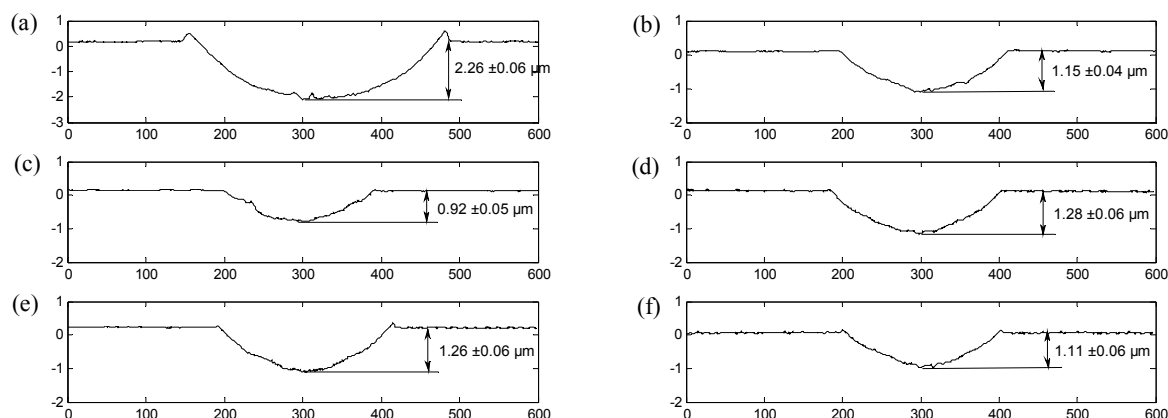 (a) 1 0 -1 -2 -3 2.26 ±0.06 µm
0 100 200 300 400 500 600
(b) 1 0 -1 -2 1.15 ±0.04 µm
0 100 200 300 400 500 600
(c) 1 0 -1 -2 0.92 ±0.05 µm
0 100 200 300 400 500 600
(d) 1 0 -1 -2 1.28 ±0.06 µm
0 100 200 300 400 500 600
(e) 1 0 -1 -2 1.26 ±0.06 µm
0 100 200 300 400 500 600
(f) 1 0 -1 -2 1.11 ±0.06 µm
0 100 200 300 400 500 600